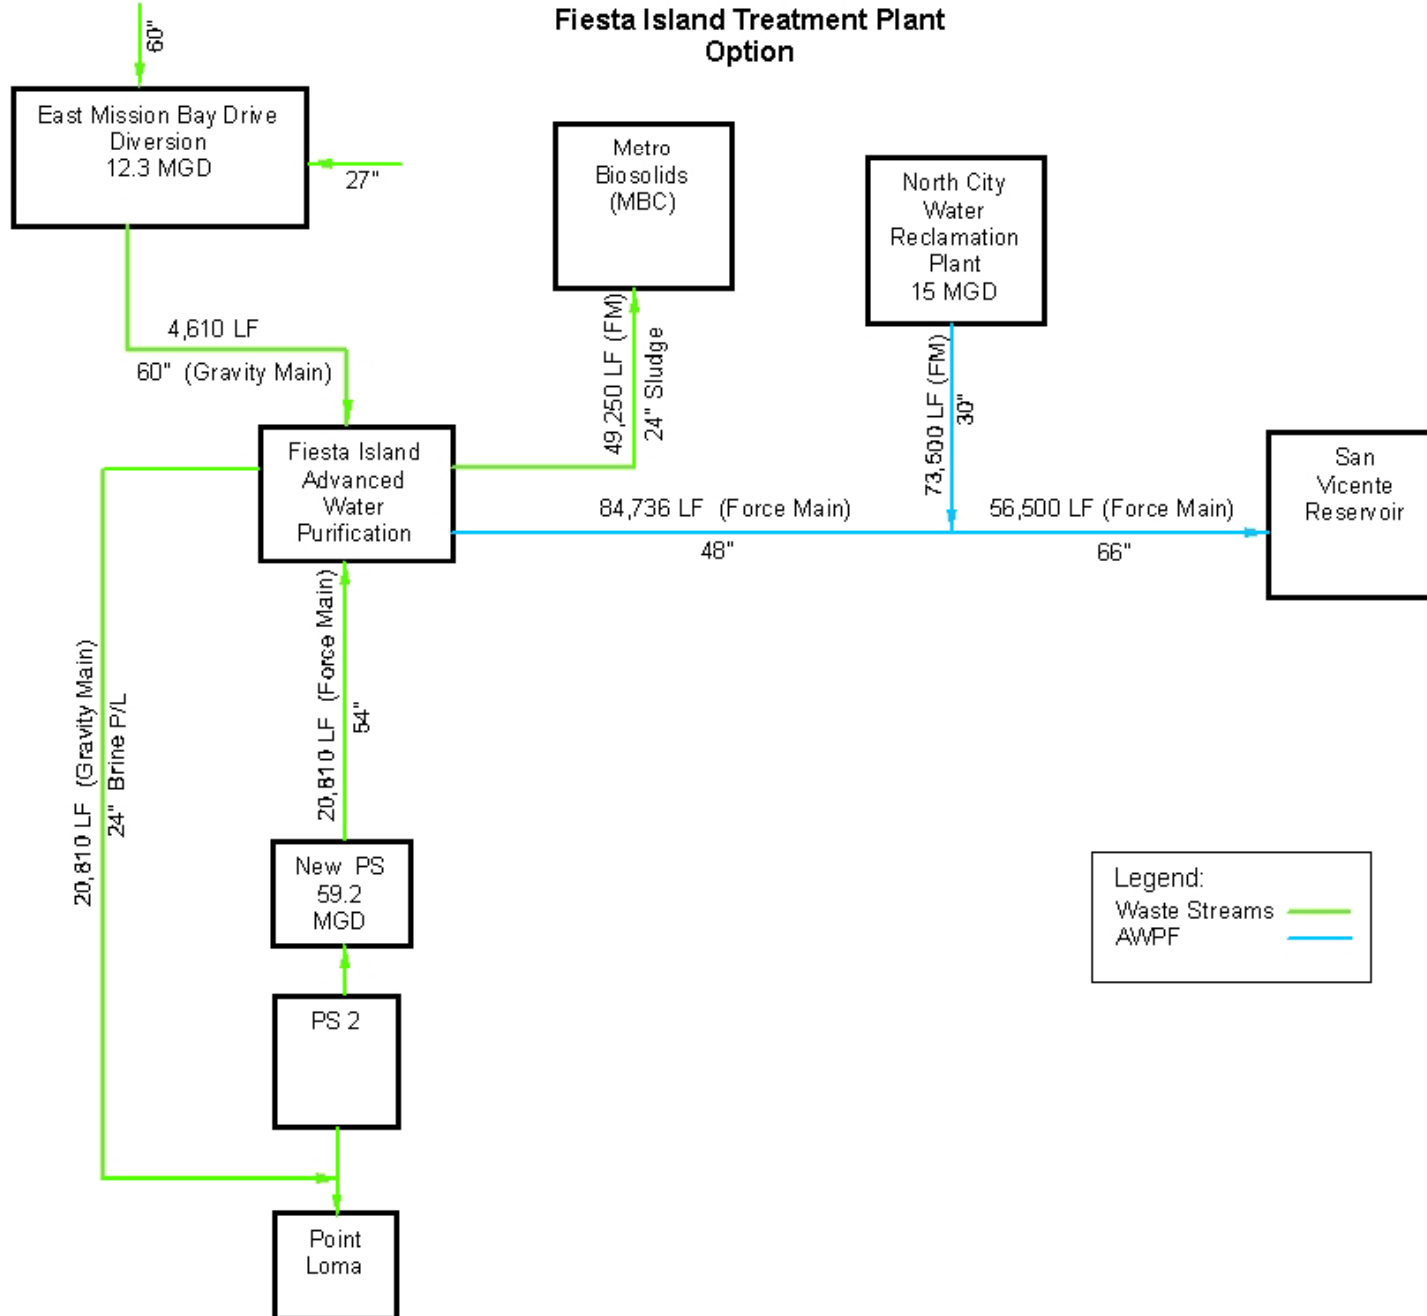 Fiesta Island Treatment Plant
Option
60"
East Mission Bay Drive
Diversion
12.3 MGD
27"
Metro
Biosolids
(MBC)
North City
Water
Reclamation
Plant
15 MGD
4,610 LF
60" (Gravity Main)
49,250 LF (FM)
24" Sludge
73,500 LF (FM)
30"
Fiesta Island
Advanced
Water
Purification
San
Vicente
Reservoir
84,736 LF (Force Main)
48"
56,500 LF (Force Main)
66"
20,810 LF (Gravity Main)
24" Brine P/L
20,810 LF (Force Main)
54"
New PS
59.2
MGD
PS 2
Point
Loma
Legend:
Waste Streams
AWPF